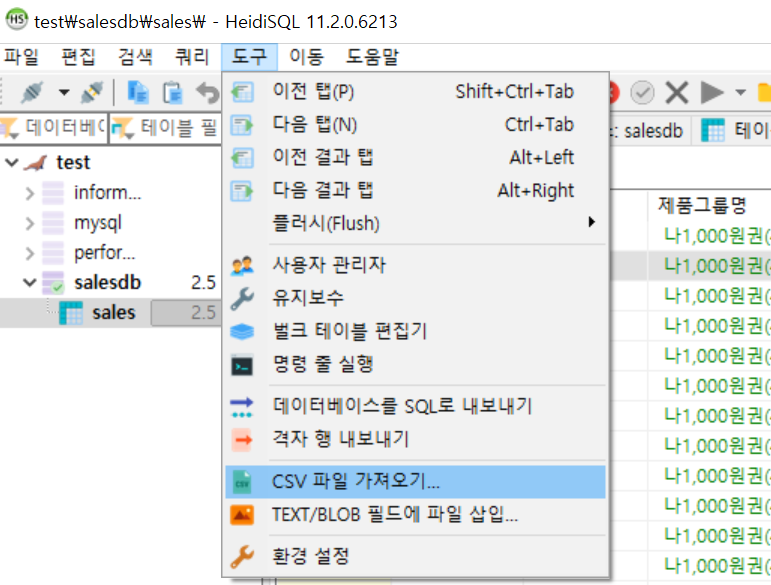 HS test₩salesdb₩sales₩ - HeidiSQL 11.2.0.6213
파일 편집 검색 쿼리 도구 이동 도움말
데이터베 테이블 필
: salesdb 테이
test
inform...
mysql
perfor...
salesdb 2.5
sales 2.5
이전 탭(P) Shift+Ctrl+Tab
다음 탭(N) Ctrl+Tab
이전 결과 탭 Alt+Left
다음 결과 탭 Alt+Right
플러시(Flush)
사용자 관리자
유지보수
벌크 테이블 편집기
명령 줄 실행
데이터베이스를 SQL로 내보내기
격자 행 내보내기
CSV 파일 가져오기...
TEXT/BLOB 필드에 파일 삽입...
환경 설정
제품그룹명
나1,000원권(
나1,000원권(
나1,000원권(
나1,000원권(
나1,000원권(
나1,000원권(
나1,000원권(
나1,000원권(
나1,000원권(
나1,000원권(
나1,000원권(
나1,000원권(